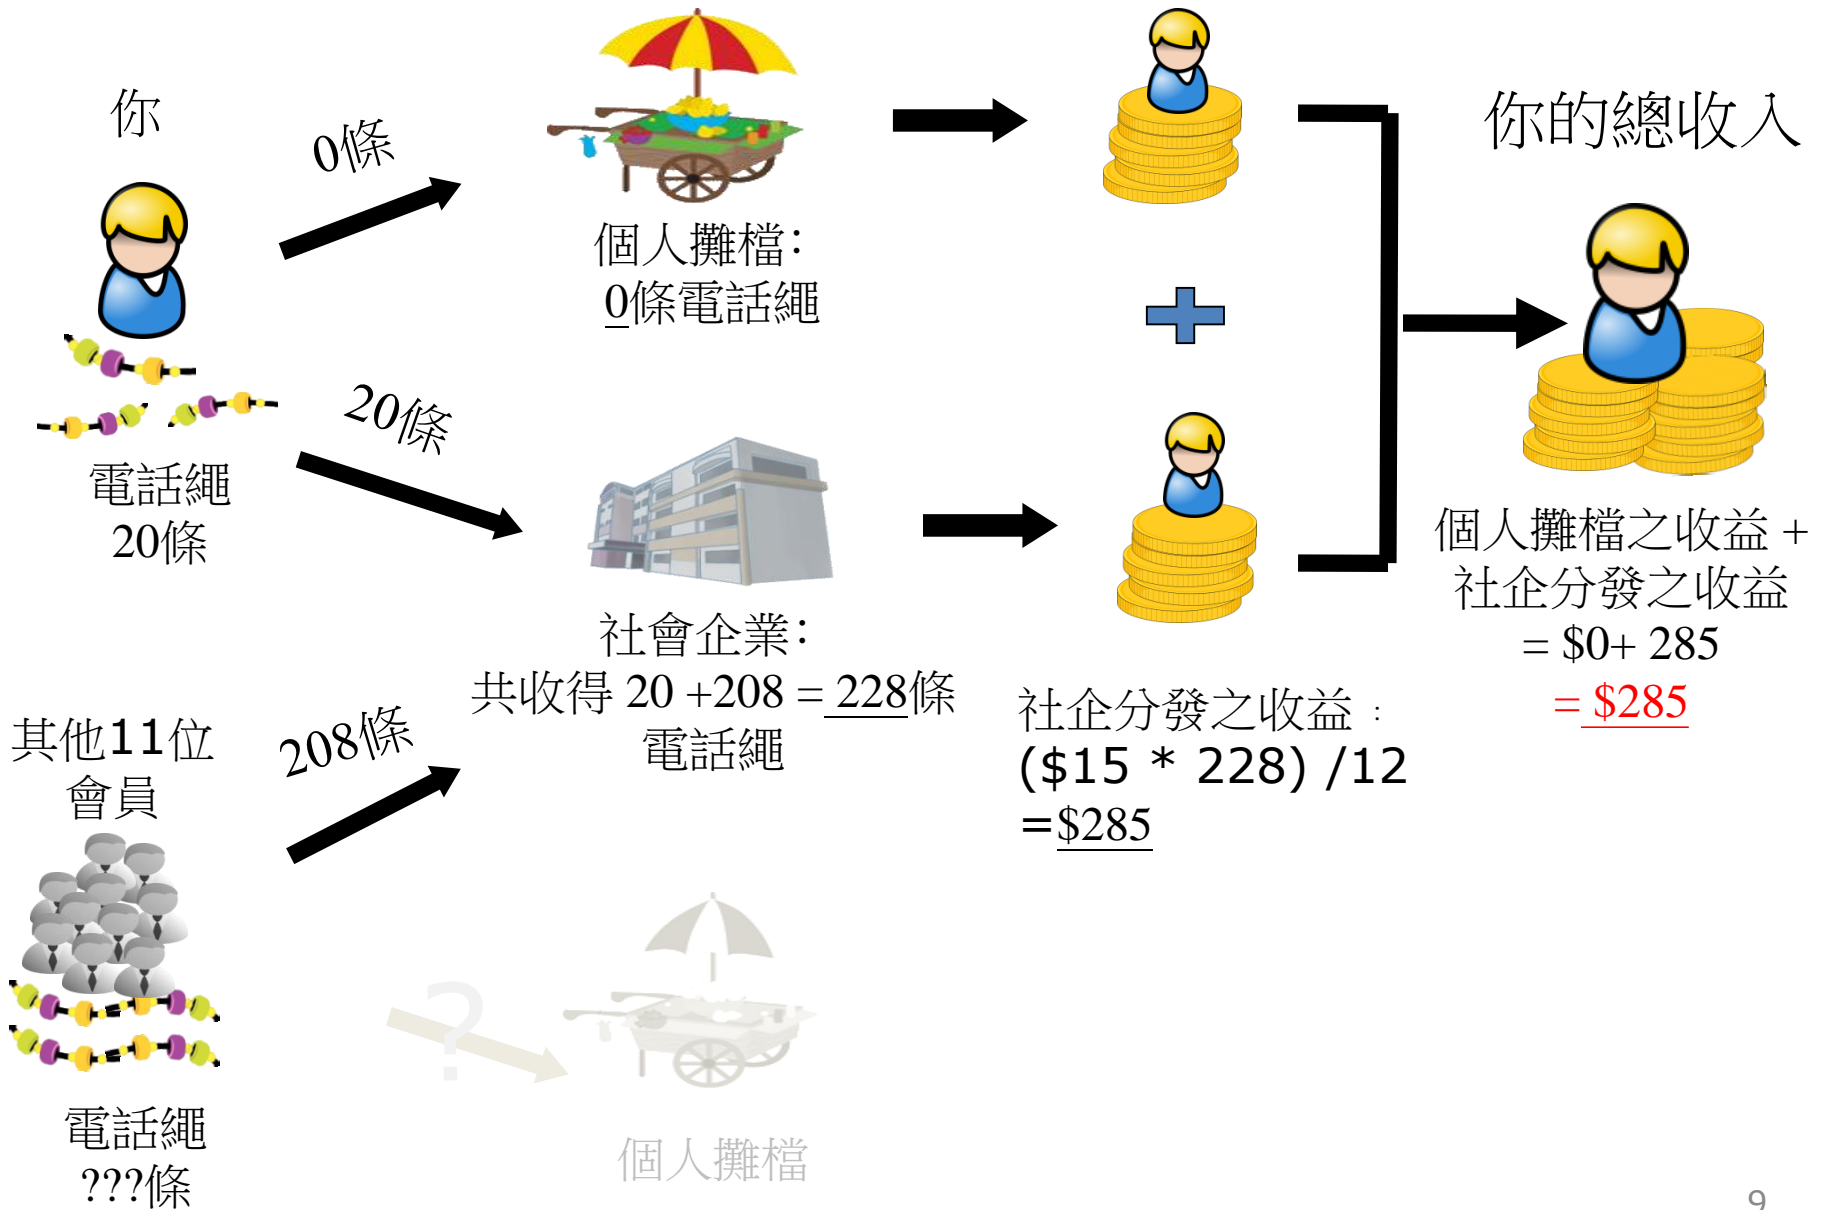 你
0條
個人攤檔：
0條電話繩
你的總收入
電話繩
20條
20條
社會企業：
共收得 20 +208 = 228條
電話繩
社企分發之收益：
($15 * 228) /12
=$285
個人攤檔之收益 +
社企分發之收益
= $0+ 285
= $285
其他11位
會員
208條
電話繩
???條
?
個人攤檔
9